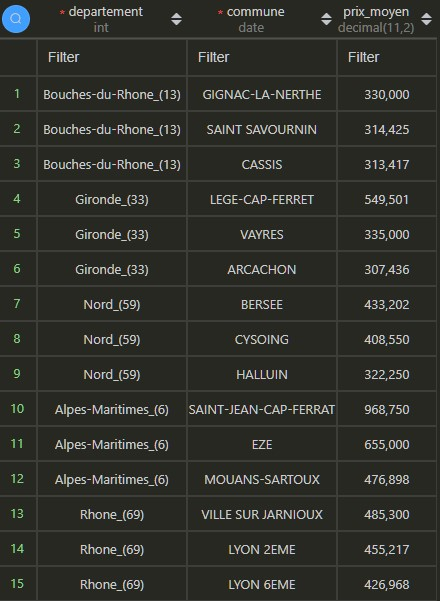 * departement * commune prix_moyen
int date decimal(11,2)
Filter Filter Filter
1 Bouches-du-Rhone_(13) GIGNAC-LA-NERTHE 330,000
2 Bouches-du-Rhone_(13) SAINT SAVOURNIN 314,425
3 Bouches-du-Rhone_(13) CASSIS 313,417
4 Gironde_(33) LEGE-CAP-FERRET 549,501
5 Gironde_(33) VAYRES 335,000
6 Gironde_(33) ARCACHON 307,436
7 Nord_(59) BERSEE 433,202
8 Nord_(59) CYSOING 408,550
9 Nord_(59) HALLUIN 322,250
10 Alpes-Maritimes_(6) SAINT-JEAN-CAP-FERRAT 968,750
11 Alpes-Maritimes_(6) EZE 655,000
12 Alpes-Maritimes_(6) MOUANS-SARTOUX 476,898
13 Rhone_(69) VILLE SUR JARNIOUX 485,300
14 Rhone_(69) LYON 2EME 455,217
15 Rhone_(69) LYON 6EME 426,968